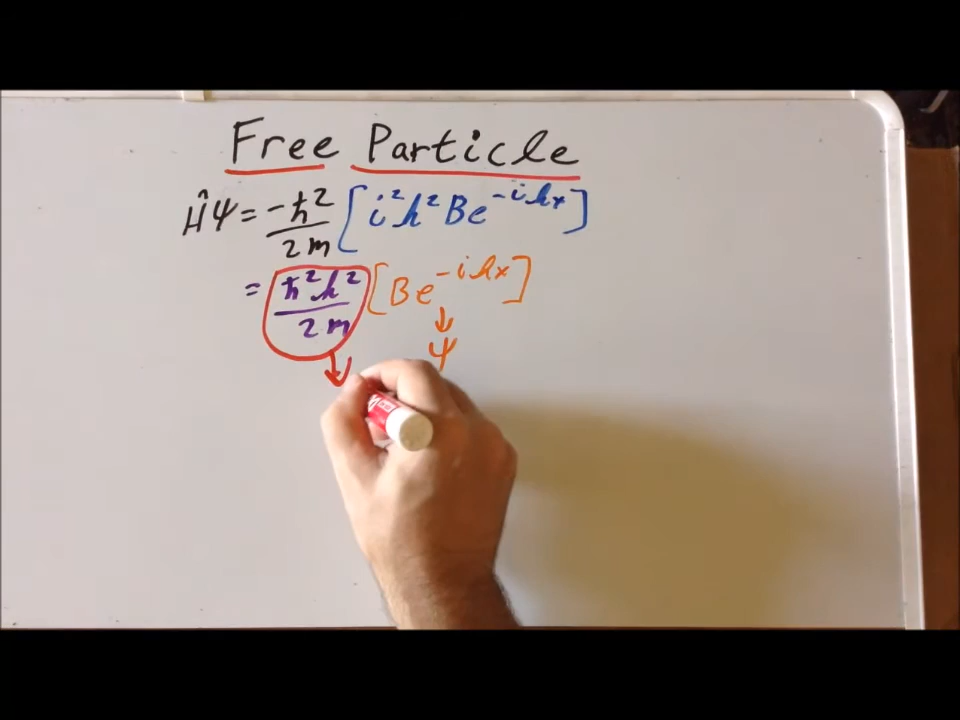 Free Particle
Ĥψ = -ħ²/2m [i²k²Be^-ikx]
= ħ²k²/2m [Be^-ikx]
ψ